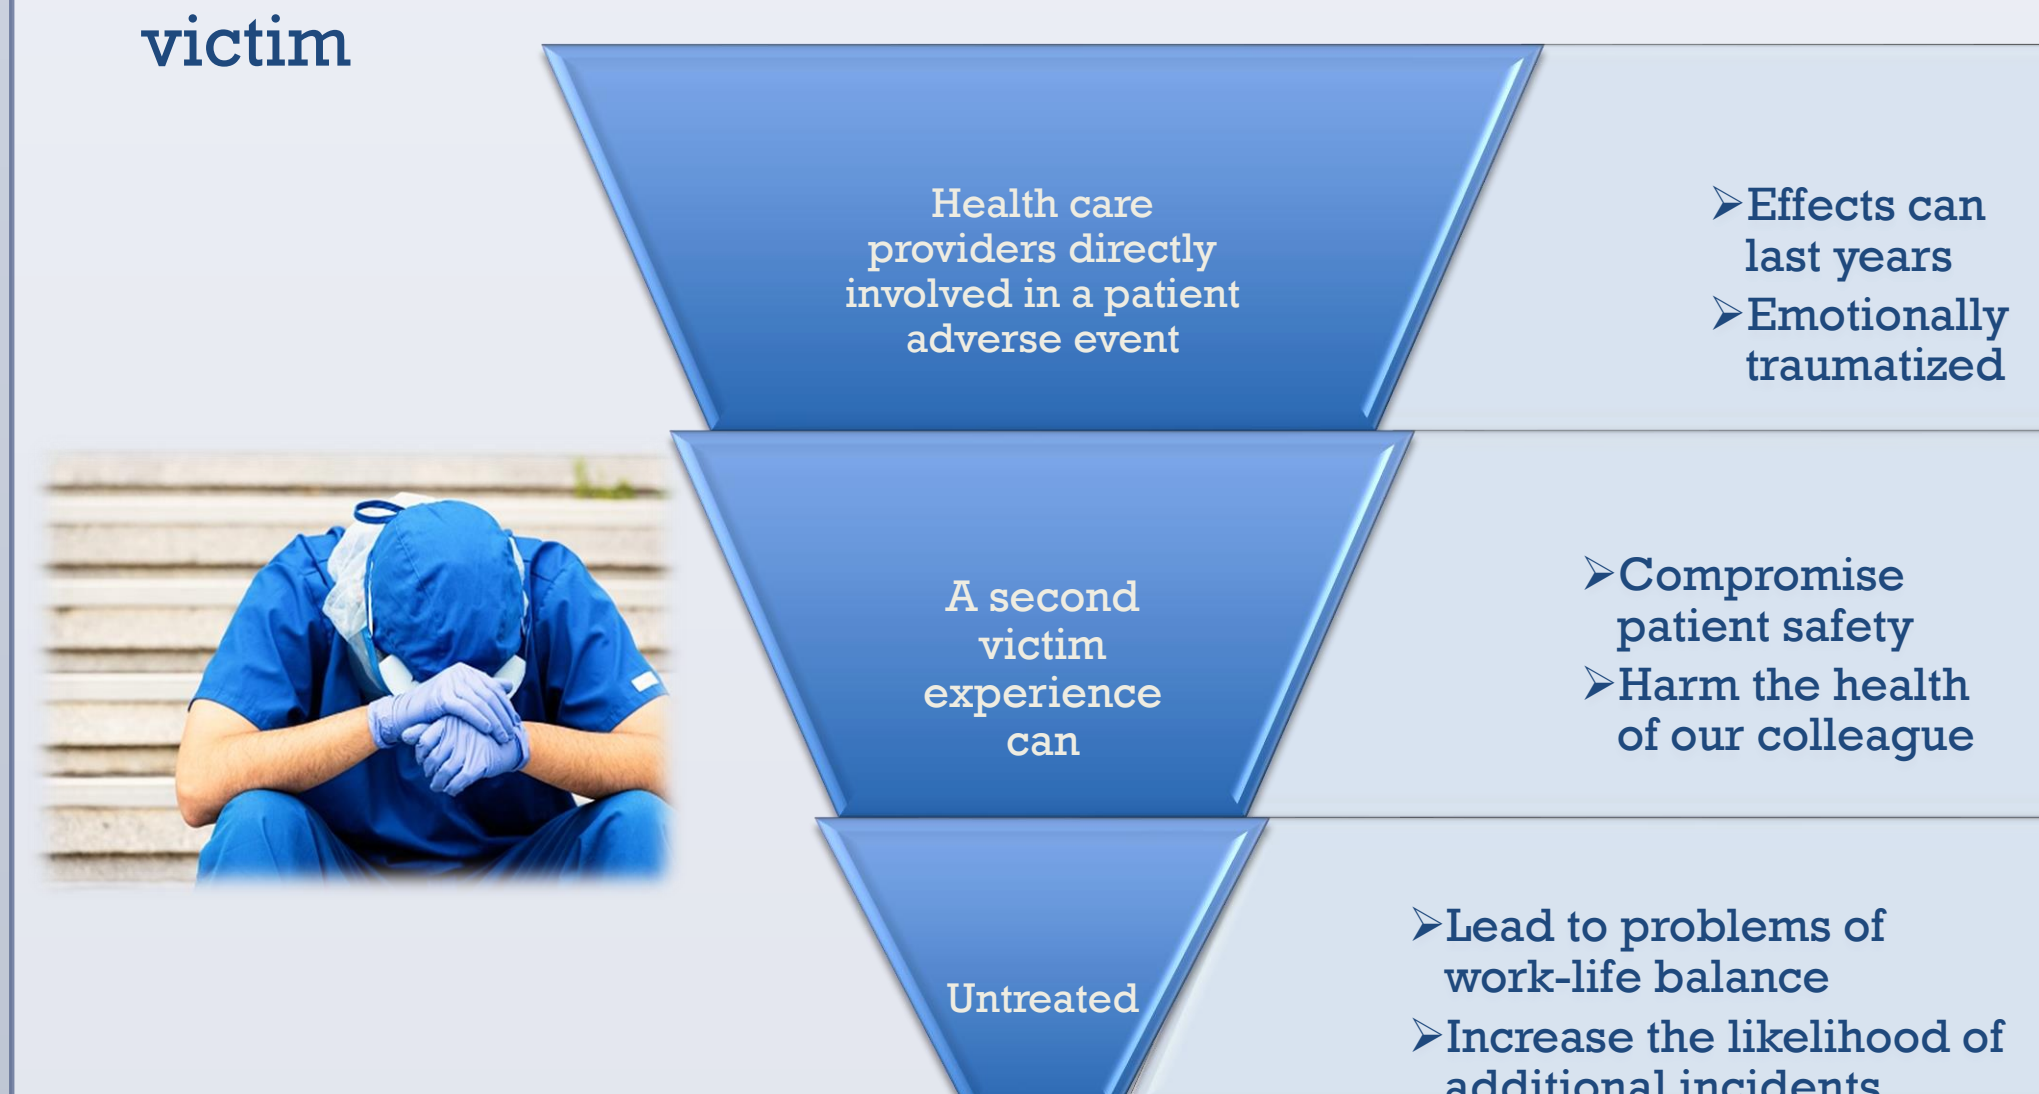 victim
Health care
providers directly
involved in a patient
adverse event
➢Effects can
last years
➢Emotionally
traumatized
A second
victim
experience
can
➢Compromise
patient safety
➢Harm the health
of our colleague
Untreated
➢Lead to problems of
work-life balance
➢Increase the likelihood of
additional incidents